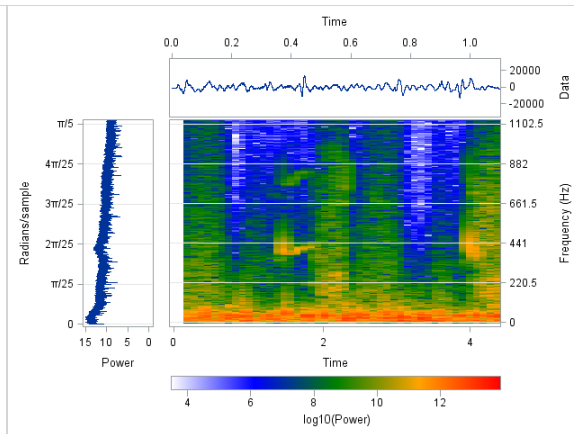 Time
0.0 0.2 0.4 0.6 0.8 1.0
20000
0
-20000
Data
π/5
4π/25
3π/25
2π/25
π/25
0
Radians/sample
1102.5
882
661.5
441
220.5
0
Frequency (Hz)
15 10 5 0
Power
0 2 4
Time
4 6 8 10 12
log10(Power)